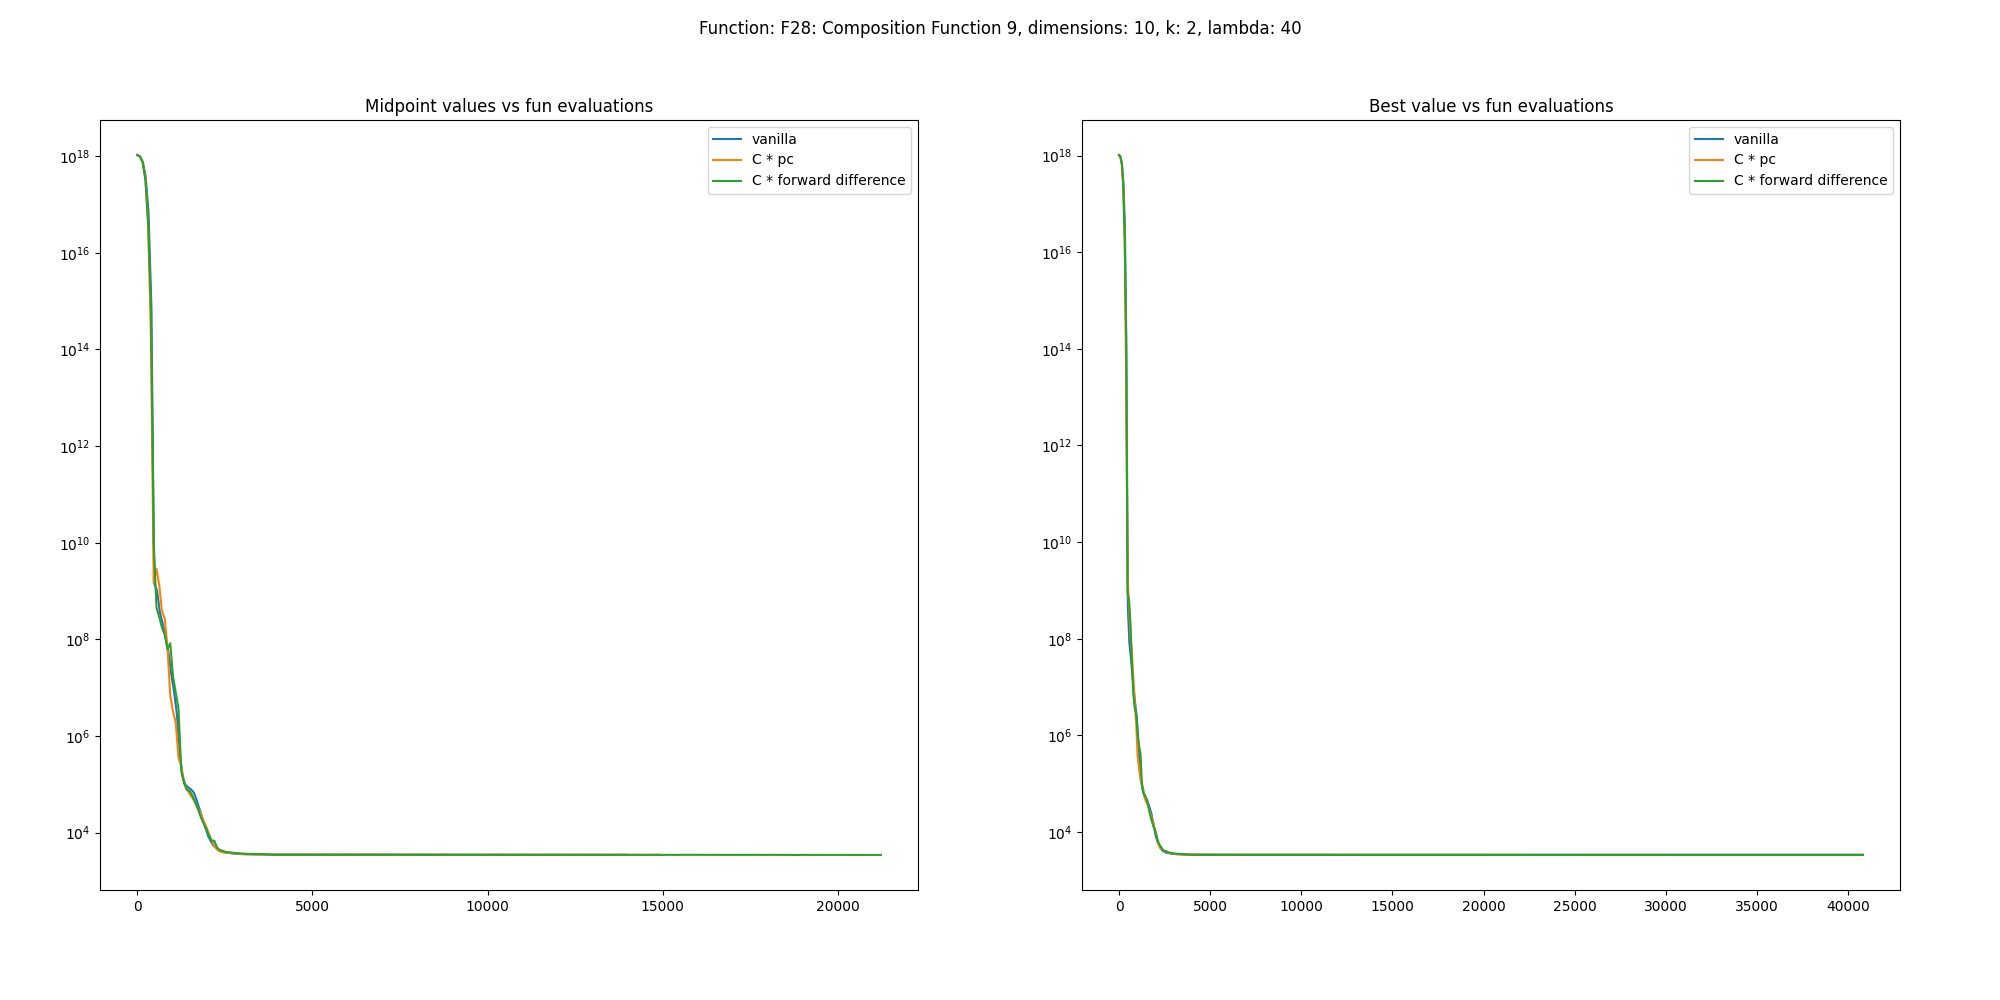 Function: F28: Composition Function 9, dimensions: 10, k: 2, lambda: 40
Midpoint values vs fun evaluations
vanilla
C * pc
C * forward difference
10^18
10^16
10^14
10^12
10^10
10^8
10^6
10^4
0 5000 10000 15000 20000
Best value vs fun evaluations
vanilla
C * pc
C * forward difference
10^18
10^16
10^14
10^12
10^10
10^8
10^6
10^4
0 5000 10000 15000 20000 25000 30000 35000 40000